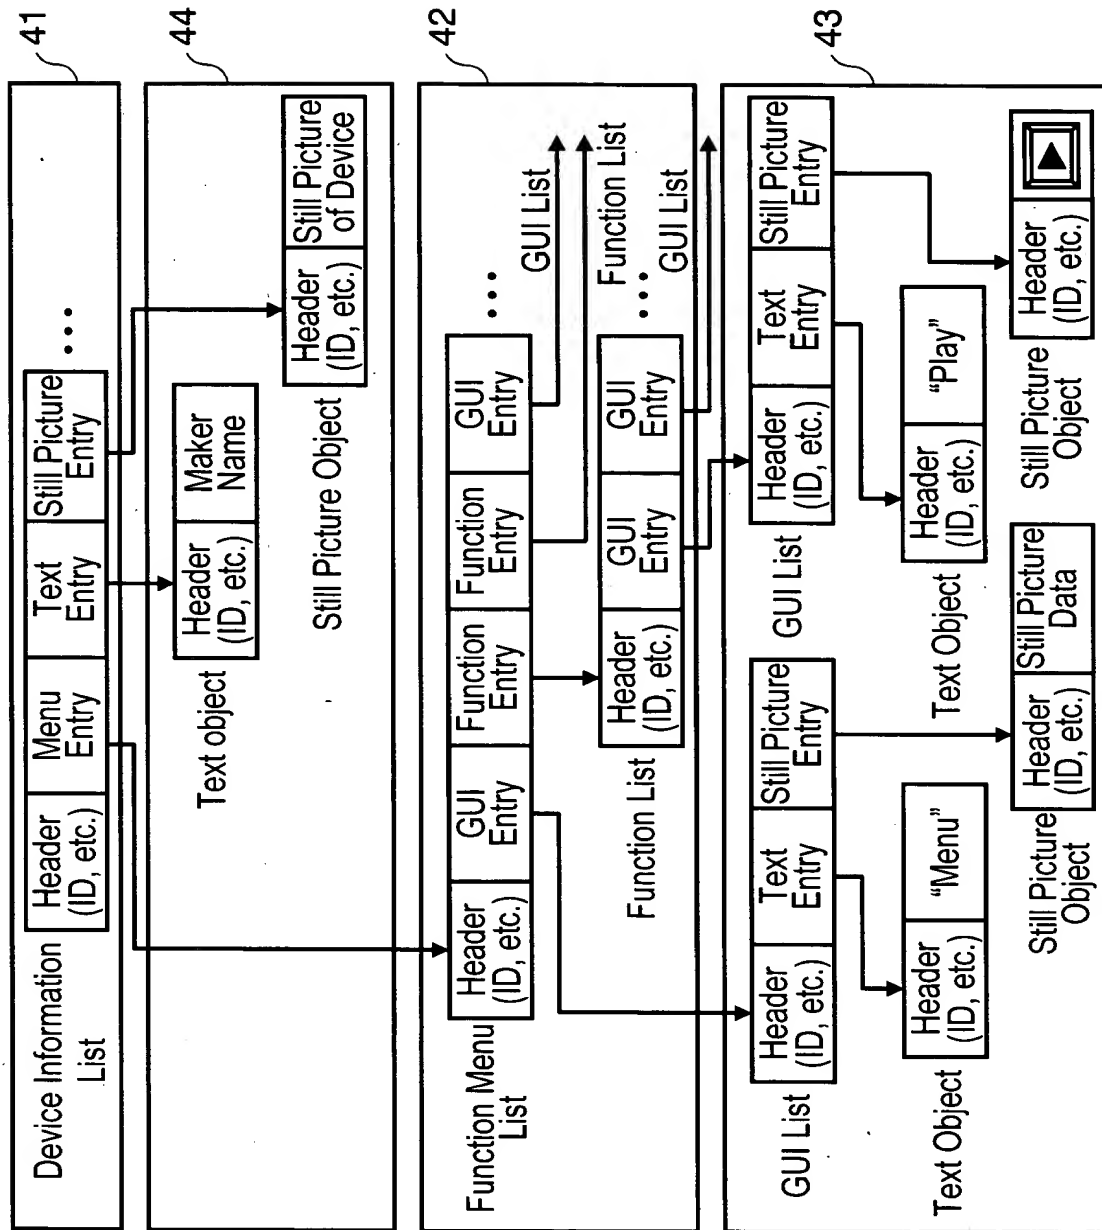 41
Device Information
List
Header
(ID, etc.)
Menu
Entry
Text
Entry
Still Picture
Entry
...
44
Text object
Header
(ID, etc.)
Maker
Name
Still Picture Object
Header
(ID, etc.)
Still Picture
of Device
42
Function Menu
List
Header
(ID, etc.)
GUI
Entry
Function
Entry
Function
Entry
GUI
Entry
...
GUI List
Function List
Function List
Header
(ID, etc.)
GUI
Entry
GUI
Entry
...
GUI List
43
GUI List
Header
(ID, etc.)
Text
Entry
Still Picture
Entry
Text Object
Header
(ID, etc.)
“Menu”
Still Picture
Object
Header
(ID, etc.)
Still Picture
Data
GUI List
Header
(ID, etc.)
Text
Entry
Still Picture
Entry
Text Object
Header
(ID, etc.)
“Play”
Still Picture
Object
Header
(ID, etc.)